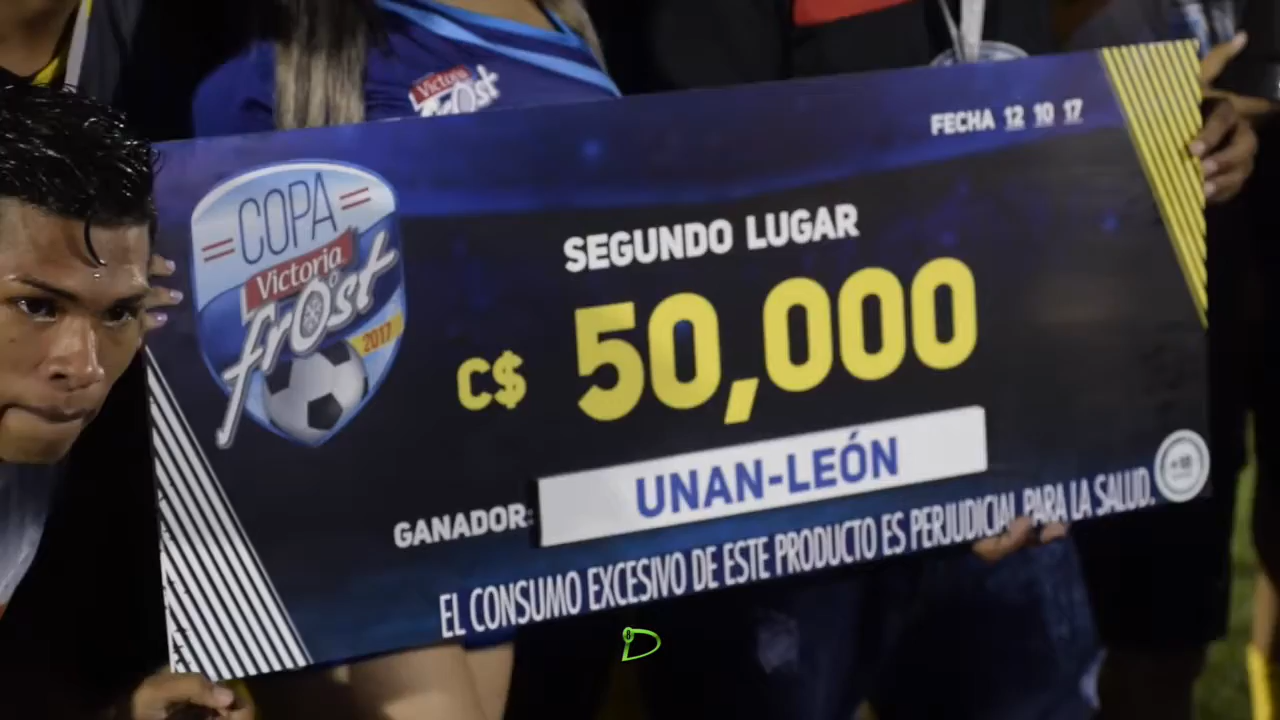 Victoria
frost
FECHA 12 10 17
COPA
Victoria
frost
2017
SEGUNDO LUGAR
C$ 50,000
GANADOR: UNAN-LEÓN
EL CONSUMO EXCESIVO DE ESTE PRODUCTO ES PERJUDICIAL PARA LA SALUD.
+18